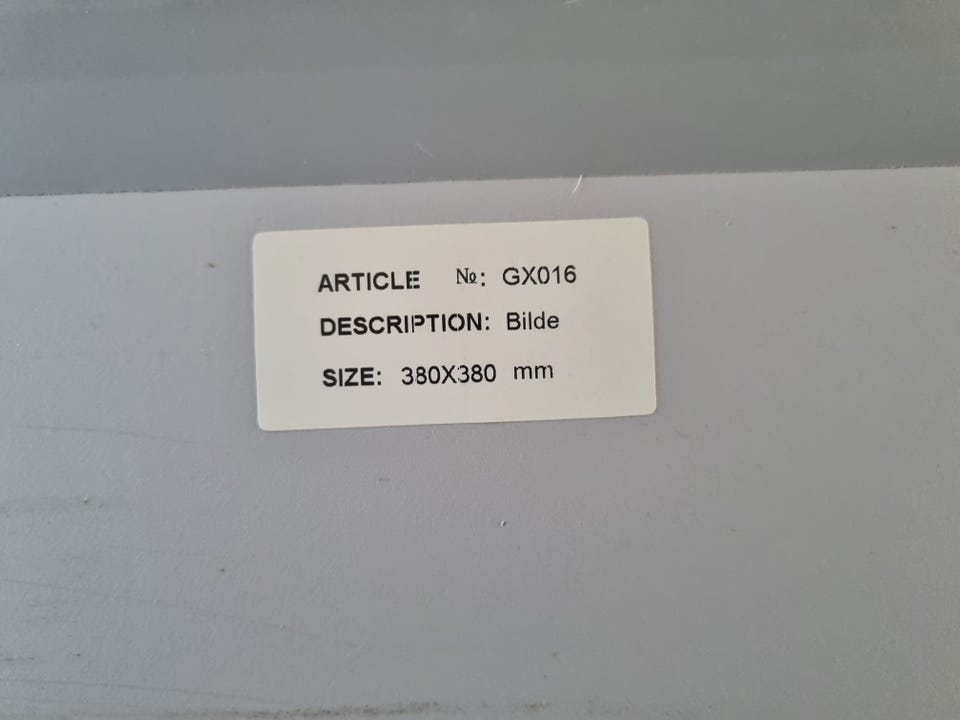 ARTICLE №: GX016
DESCRIPTION: Bilde
SIZE: 380X380 mm